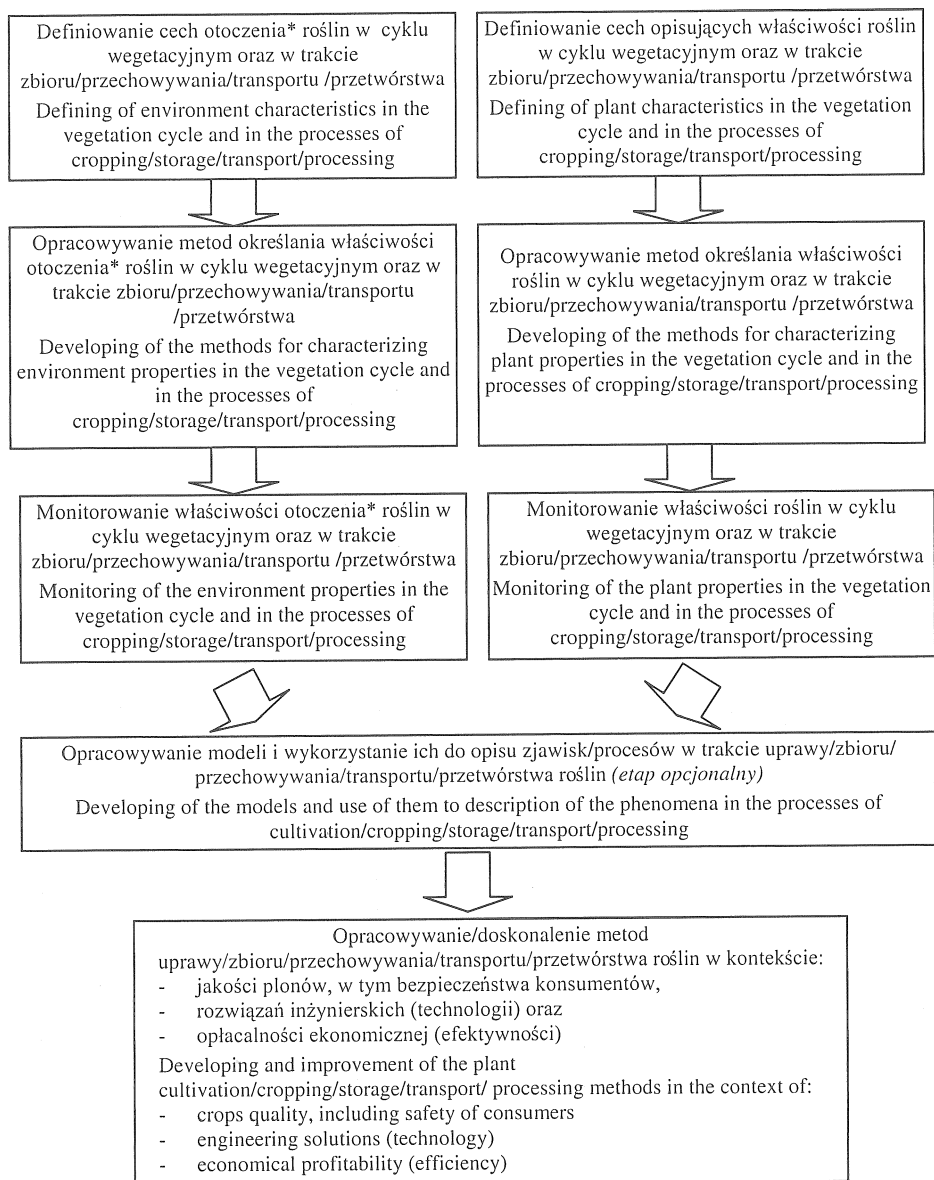 Definiowanie cech otoczenia* roślin w cyklu
wegetacyjnym oraz w trakcie
zbioru/przechowywania/transportu /przetwórstwa
Defining of environment characteristics in the
vegetation cycle and in the processes of
cropping/storage/transport/processing
Definiowanie cech opisujących właściwości roślin
w cyklu wegetacyjnym oraz w trakcie
zbioru/przechowywania/transportu /przetwórstwa
Defining of plant characteristics in the vegetation
cycle and in the processes of
cropping/storage/transport/processing
Opracowywanie metod określania właściwości
otoczenia* roślin w cyklu wegetacyjnym oraz w
trakcie zbioru/przechowywania/transportu
/przetwórstwa
Developing of the methods for characterizing
environment properties in the vegetation cycle and
in the processes of
cropping/storage/transport/processing
Opracowywanie metod określania właściwości
roślin w cyklu wegetacyjnym oraz w trakcie
zbioru/przechowywania/transportu /przetwórstwa
Developing of the methods for characterizing
plant properties in the vegetation cycle and in the
processes of cropping/storage/transport/processing
Monitorowanie właściwości otoczenia* roślin w
cyklu wegetacyjnym oraz w trakcie
zbioru/przechowywania/transportu /przetwórstwa
Monitoring of the environment properties in the
vegetation cycle and in the processes of
cropping/storage/transport/processing
Monitorowanie właściwości roślin w cyklu
wegetacyjnym oraz w trakcie
zbioru/przechowywania/transportu /przetwórstwa
Monitoring of the plant properties in the vegetation
cycle and in the processes of
cropping/storage/transport/processing
Opracowywanie modeli i wykorzystanie ich do opisu zjawisk/procesów w trakcie uprawy/zbioru/
przechowywania/transportu/przetwórstwa roślin (etap opcjonalny)
Developing of the models and use of them to description of the phenomena in the processes of
cultivation/cropping/storage/transport/processing
Opracowywanie/doskonalenie metod
uprawy/zbioru/przechowywania/transportu/przetwórstwa roślin w kontekście:
- jakości plonów, w tym bezpieczeństwa konsumentów,
- rozwiązań inżynierskich (technologii) oraz
- opłacalności ekonomicznej (efektywności)
Developing and improvement of the plant
cultivation/cropping/storage/transport/ processing methods in the context of:
- crops quality, including safety of consumers
- engineering solutions (technology)
- economical profitability (efficiency)